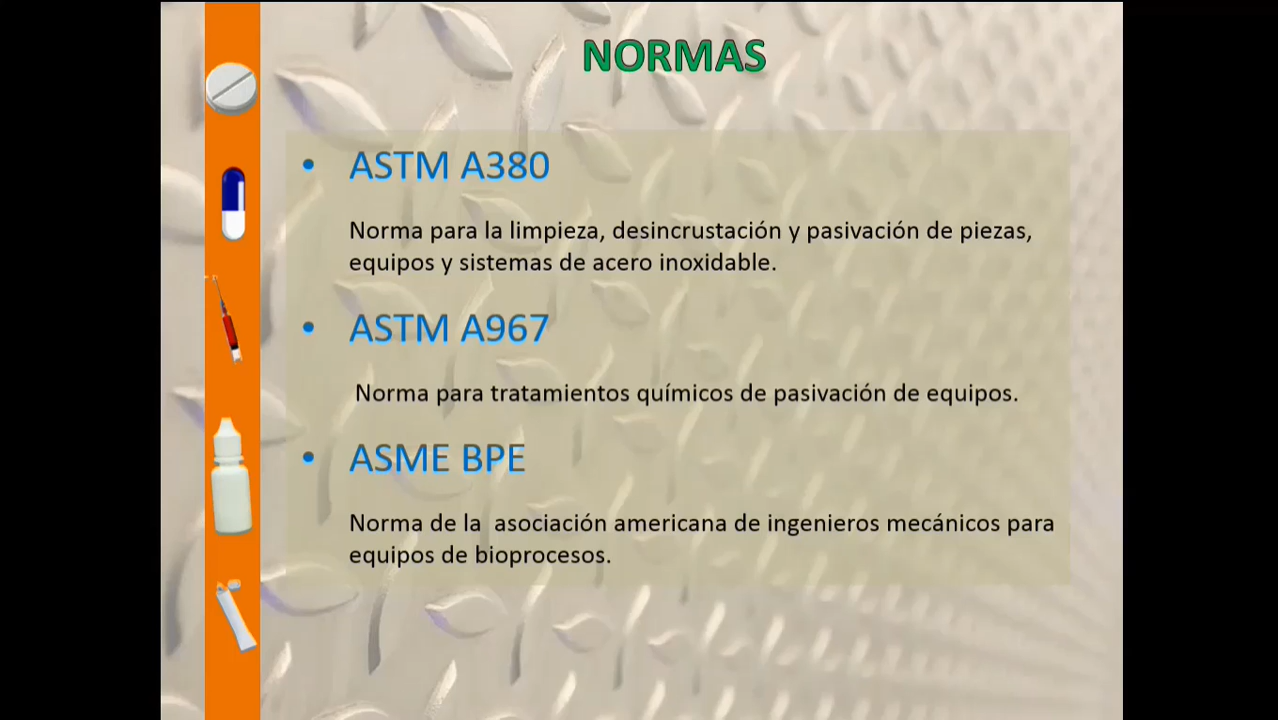 NORMAS
• ASTM A380
Norma para la limpieza, desincrustación y pasivación de piezas,
equipos y sistemas de acero inoxidable.
• ASTM A967
Norma para tratamientos químicos de pasivación de equipos.
• ASME BPE
Norma de la asociación americana de ingenieros mecánicos para
equipos de bioprocesos.